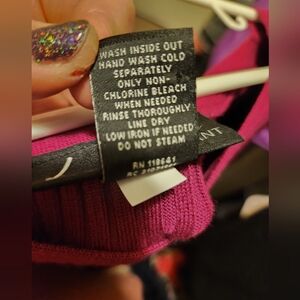 WASH INSIDE OUT
HAND WASH COLD
SEPARATELY
ONLY NON-
CHLORINE BLEACH
WHEN NEEDED
RINSE THOROUGHLY
LINE DRY
LOW IRON IF NEEDED
DO NOT STEAM
RN 118641